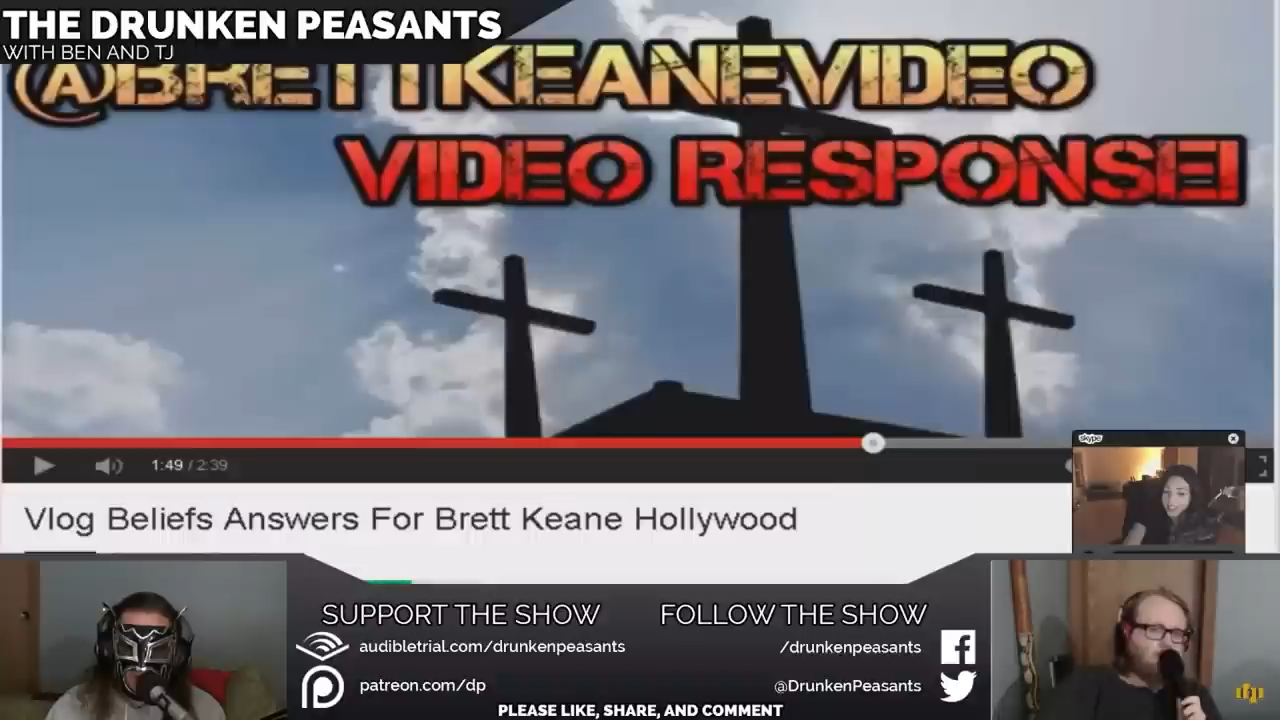 THE DRUNKEN PEASANTS
WITH BEN AND TJ
@BRETTKEANEVIDEO
VIDEO RESPONSE!
skype
1:49 / 2:39
Vlog Beliefs Answers For Brett Keane Hollywood
SUPPORT THE SHOW
audibletrial.com/drunkenpeasants
patreon.com/dp
FOLLOW THE SHOW
/drunkenpeasants
@DrunkenPeasants
PLEASE LIKE, SHARE, AND COMMENT
dp